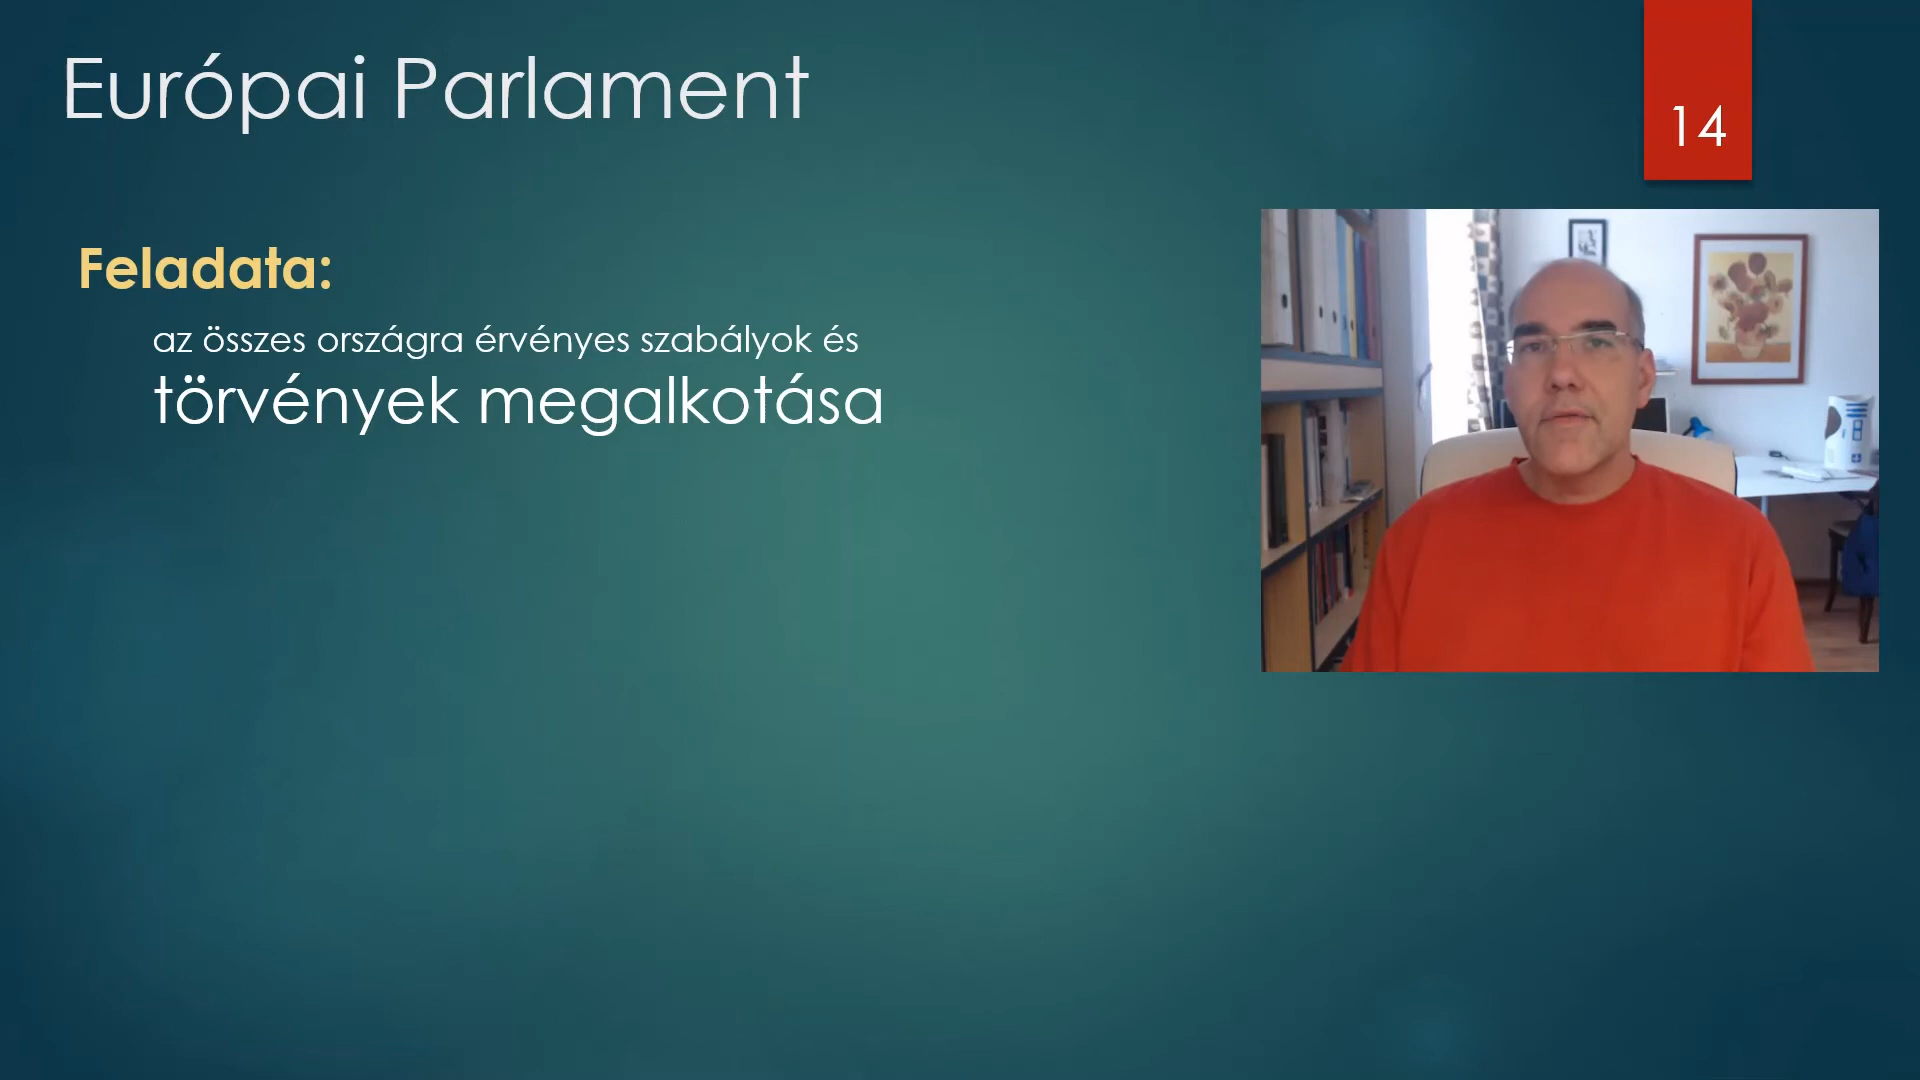 Európai Parlament
14
Feladata:
az összes országra érvényes szabályok és
törvények megalkotása